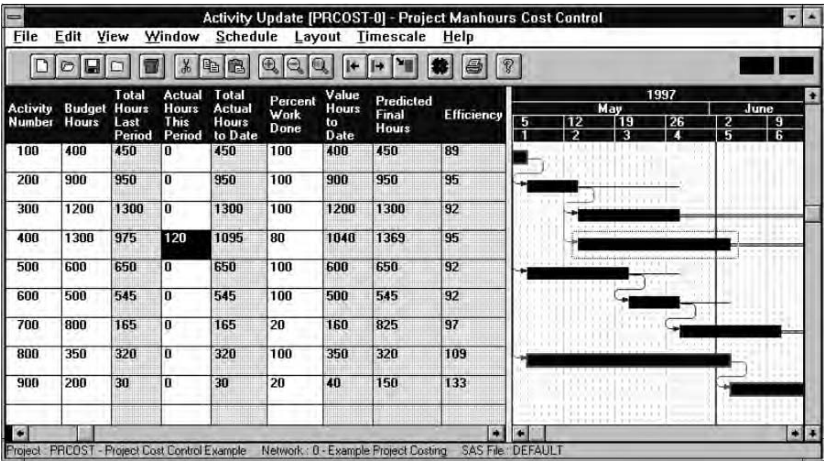 Activity Update [PRCOST-0] - Project Manhours Cost Control
File Edit View Window Schedule Layout Timescale Help
Activity Number Budget Hours Total Hours Last Period Actual Hours This Period Total Actual Hours to Date Percent Work Done Value Hours to Date Predicted Final Hours Efficiency
100 400 450 0 450 100 400 450 89
200 900 950 0 950 100 900 950 95
300 1200 1300 0 1300 100 1200 1300 92
400 1300 975 120 1095 80 1040 1369 95
500 600 650 0 650 100 600 650 92
600 500 545 0 545 100 500 545 92
700 800 165 0 165 20 160 825 97
800 350 320 0 320 100 350 320 109
900 200 30 0 30 20 40 150 133
1997
May June
5 12 19 26 2 9
1 2 3 4 5 6
Project : PRCOST - Project Cost Control Example Network : 0 - Example Project Costing SAS File : DEFAULT